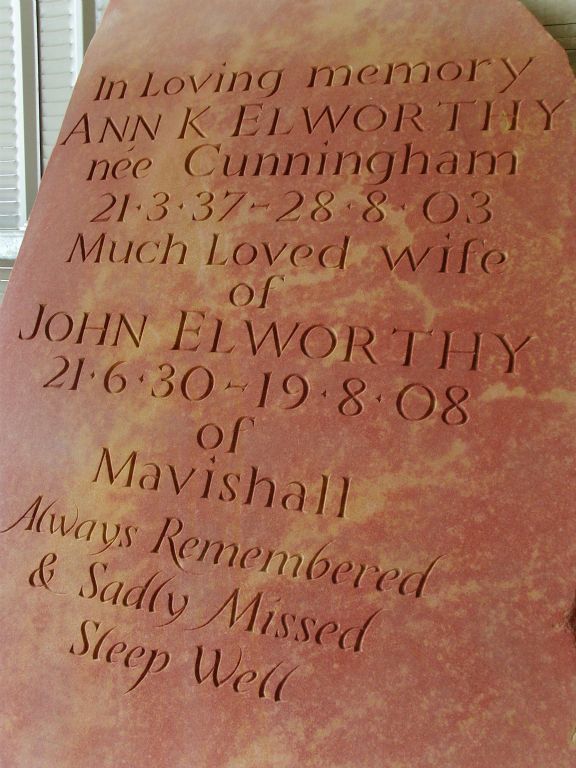 In Loving memory
ANN K ELWORTHY
née Cunningham
21·3·37-28·8·03
Much Loved wife
of
JOHN ELWORTHY
21·6·30-19·8·08
of
Mavishall
Always Remembered
& Sadly Missed
Sleep Well